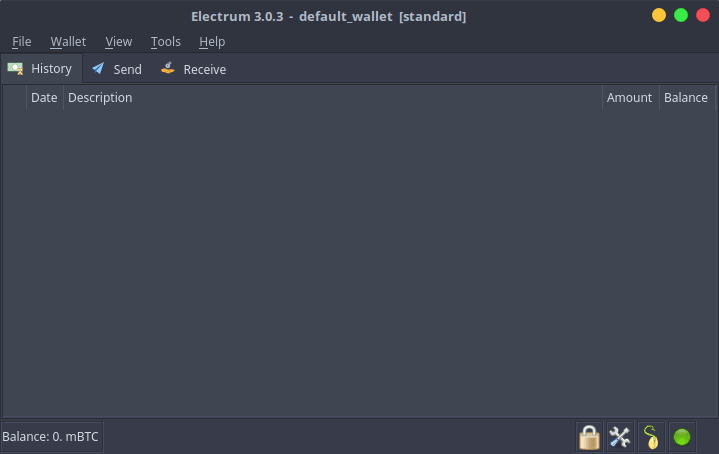 Electrum 3.0.3 - default_wallet [standard]
File Wallet View Tools Help
History Send Receive
Date Description Amount Balance
Balance: 0. mBTC